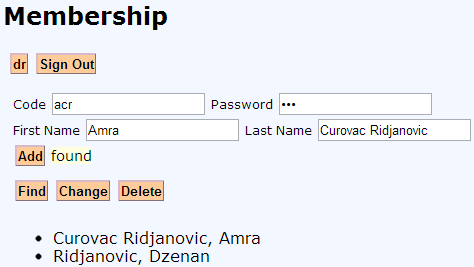 Membership
dr Sign Out
Code acr Password •••
First Name Amra Last Name Curovac Ridjanovic
Add found
Find Change Delete
• Curovac Ridjanovic, Amra
• Ridjanovic, Dzenan